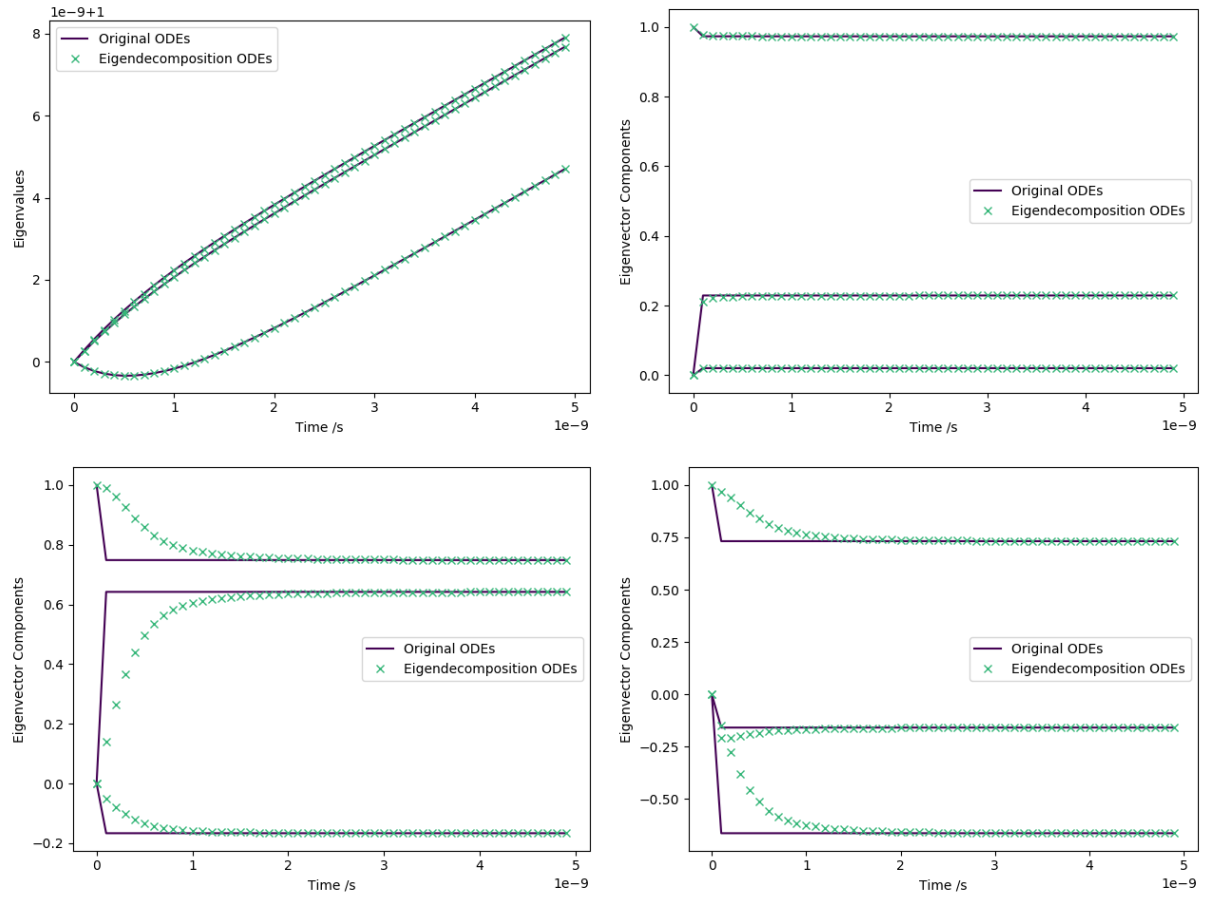 1e−9+1
8
6
4
2
0
Eigenvalues
Original ODEs
Eigendecomposition ODEs
0 1 2 3 4 5
Time /s
1e−9
1.0
0.8
0.6
0.4
0.2
0.0
Eigenvector Components
Original ODEs
Eigendecomposition ODEs
0 1 2 3 4 5
Time /s
1e−9
1.0
0.8
0.6
0.4
0.2
0.0
−0.2
Eigenvector Components
Original ODEs
Eigendecomposition ODEs
0 1 2 3 4 5
Time /s
1e−9
1.00
0.75
0.50
0.25
0.00
−0.25
−0.50
Eigenvector Components
Original ODEs
Eigendecomposition ODEs
0 1 2 3 4 5
Time /s
1e−9